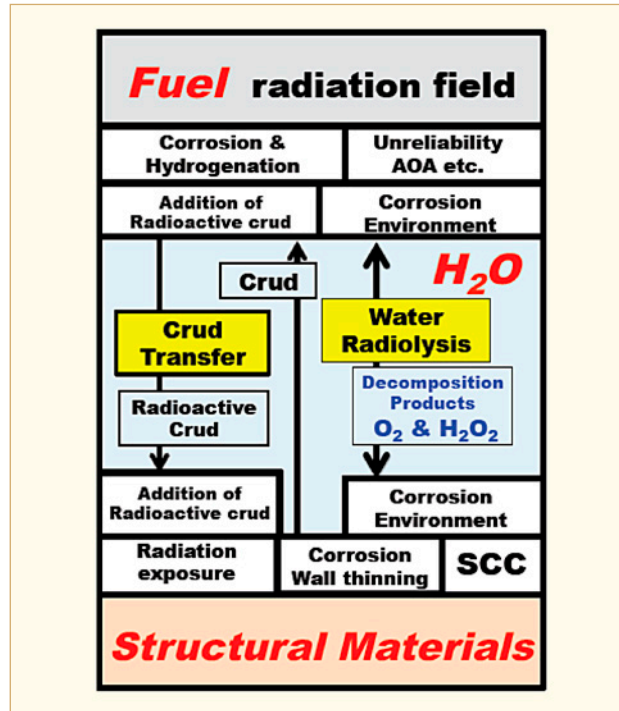 Fuel radiation field
Corrosion &
Hydrogenation
Unreliability
AOA etc.
Addition of
Radioactive crud
Corrosion
Environment
H₂O
Crud
Crud
Transfer
Water
Radiolysis
Radioactive
Crud
Decomposition
Products
O₂ & H₂O₂
Addition of
Radioactive crud
Corrosion
Environment
Radiation
exposure
Corrosion
Wall thinning
SCC
Structural Materials